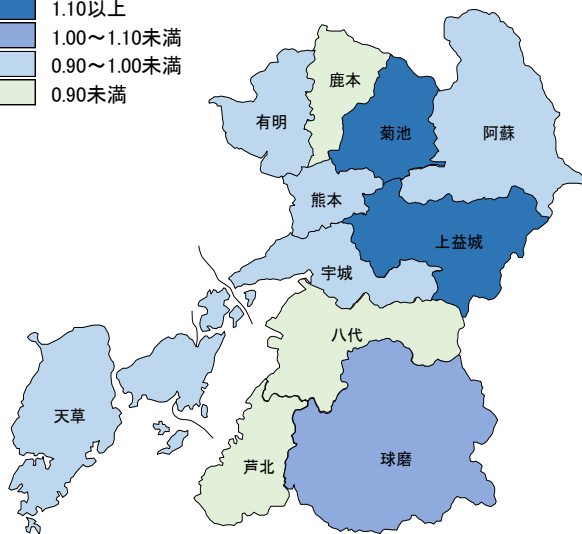 1.10以上
1.00～1.10未満
0.90～1.00未満
0.90未満
鹿本
有明
菊池
阿蘇
熊本
上益城
宇城
八代
天草
芦北
球磨